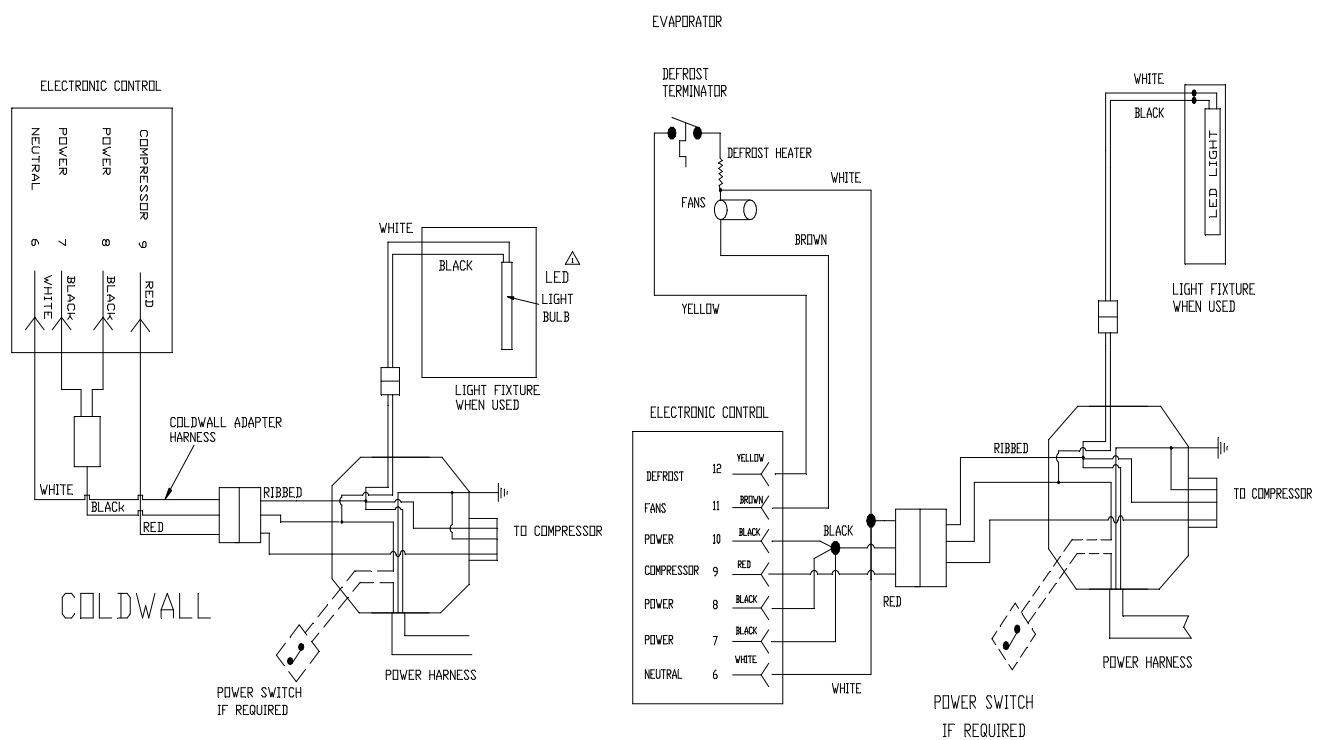 EVAPORATOR
ELECTRONIC CONTROL
NEUTRAL 6
POWER 7
POWER 8
COMPRESSOR 9
WHITE
BLACK
BLACK
RED
COLDWALL ADAPTER
HARNESS
WHITE
BLACK
RED
RIBBED
WHITE
BLACK
1
LED
LIGHT
BULB
LIGHT FIXTURE
WHEN USED
TO COMPRESSOR
COLDWALL
POWER SWITCH
IF REQUIRED
POWER HARNESS
DEFROST
TERMINATOR
DEFROST HEATER
WHITE
FANS
BROWN
YELLOW
ELECTRONIC CONTROL
DEFROST 12 YELLOW
FANS 11 BROWN
POWER 10 BLACK
COMPRESSOR 9 RED
POWER 8 BLACK
POWER 7 BLACK
NEUTRAL 6 WHITE
BLACK
RED
WHITE
RIBBED
WHITE
BLACK
LED LIGHT
LIGHT FIXTURE
WHEN USED
TO COMPRESSOR
POWER HARNESS
POWER SWITCH
IF REQUIRED